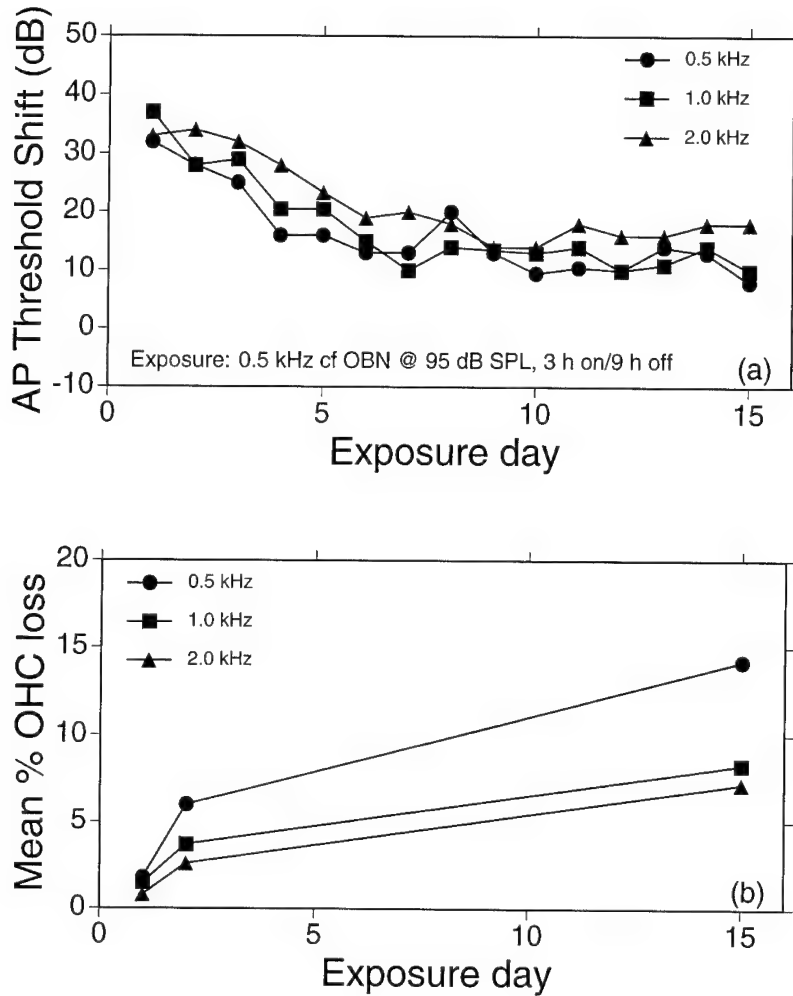 AP Threshold Shift (dB)
50
40
30
20
10
0
-10
0.5 kHz
1.0 kHz
2.0 kHz
Exposure: 0.5 kHz cf OBN @ 95 dB SPL, 3 h on/9 h off
(a)
0
5
10
15
Exposure day
Mean % OHC loss
20
15
10
5
0
0.5 kHz
1.0 kHz
2.0 kHz
(b)
0
5
10
15
Exposure day